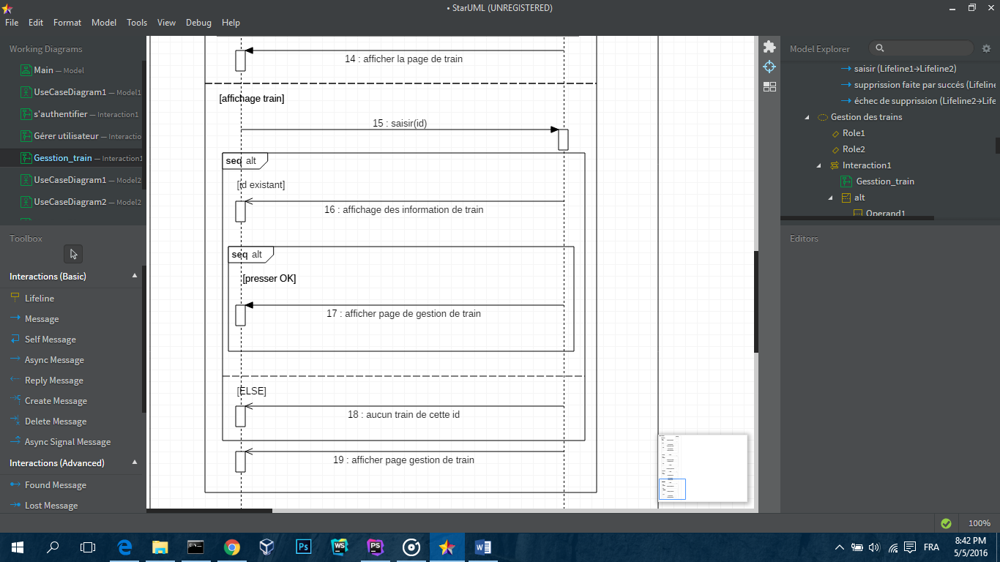 • StarUML (UNREGISTERED)
File Edit Format Model Tools View Debug Help
Working Diagrams
Main — Model
UseCaseDiagram1 — Model1
s'authentifier — Interaction1
Gérer utilisateur — Interactio
Gesstion_train — Interaction1
UseCaseDiagram1 — Model2
UseCaseDiagram2 — Model2
Toolbox
Interactions (Basic)
Lifeline
Message
Self Message
Async Message
Reply Message
Create Message
Delete Message
Async Signal Message
Interactions (Advanced)
Found Message
Lost Message
14 : afficher la page de train
[affichage train]
15 : saisir(id)
seq alt
[id existant]
16 : affichage des information de train
seq alt
[presser OK]
17 : afficher page de gestion de train
[ELSE]
18 : aucun train de cette id
19 : afficher page gestion de train
Model Explorer
saisir (Lifeline1→Lifeline2)
supprission faite par succés (Lifeline
échec de supprission (Lifeline2→Life
Gestion des trains
Role1
Role2
Interaction1
Gesstion_train
alt
Operand1
Editors
100%
Ps
WS
PS
W
FRA
8:42 PM
5/5/2016